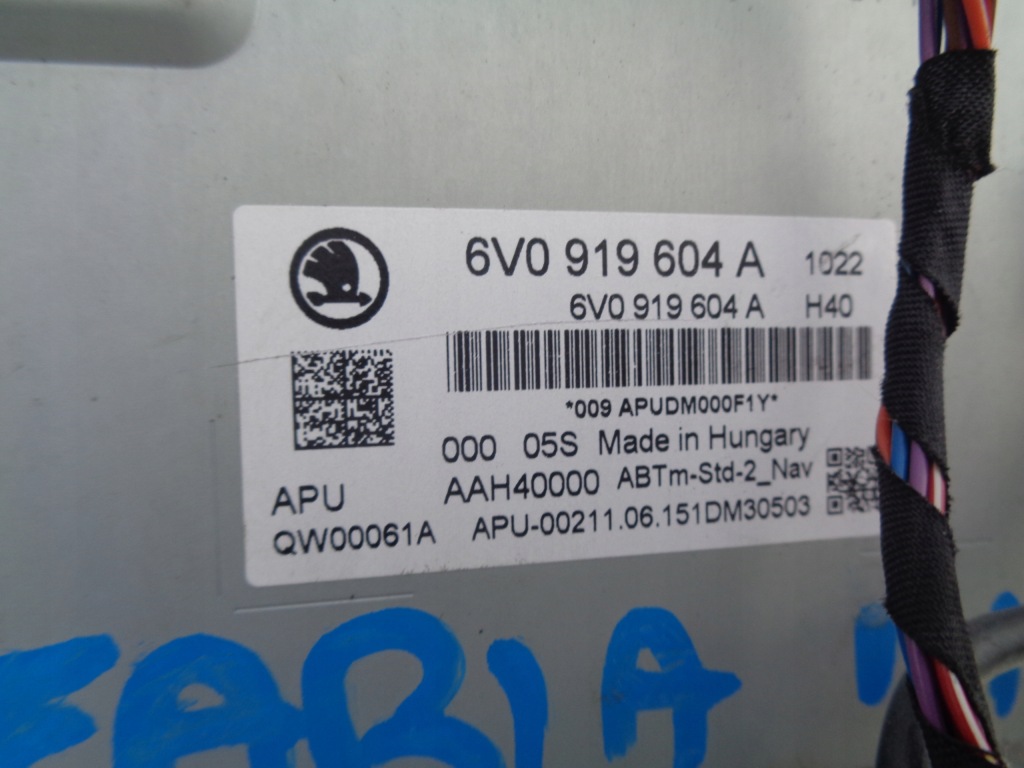 6V0 919 604 A 1022
6V0 919 604 A H40
*009 APUDM000F1Y*
000 05S Made in Hungary
APU AAH40000 ABTm-Std-2_Nav
QW00061A APU-00211.06.151DM30503
FABIA